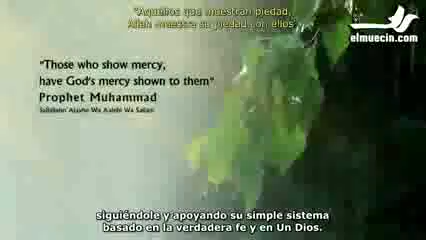 "Aquellos que muestran piedad,
Allah muestra su piedad con ellos"
elmuecin.com
"Those who show mercy,
have God's mercy shown to them"
Prophet Muhammad
Sallallahu Alayhi Wa Aalihi Wa Sallam
siguiéndole y apoyando su simple sistema
basado en la verdadera fe y en Un Dios.